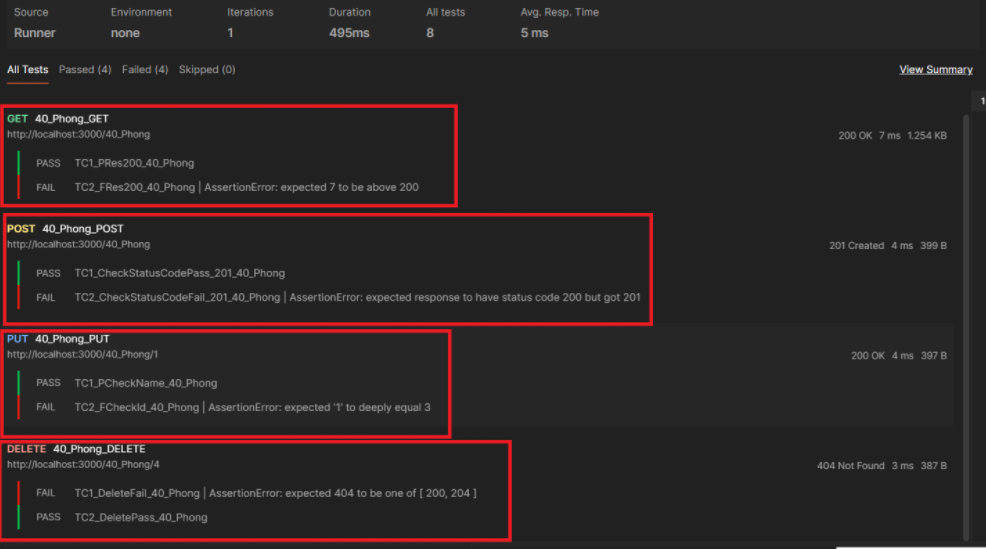 Source Environment Iterations Duration All tests Avg. Resp. Time
Runner none 1 495ms 8 5 ms
All Tests Passed (4) Failed (4) Skipped (0) View Summary
1
GET 40_Phong_GET
http://localhost:3000/40_Phong 200 OK 7 ms 1.254 KB
PASS TC1_PRes200_40_Phong
FAIL TC2_FRes200_40_Phong | AssertionError: expected 7 to be above 200
POST 40_Phong_POST
http://localhost:3000/40_Phong 201 Created 4 ms 399 B
PASS TC1_CheckStatusCodePass_201_40_Phong
FAIL TC2_CheckStatusCodeFail_201_40_Phong | AssertionError: expected response to have status code 200 but got 201
PUT 40_Phong_PUT
http://localhost:3000/40_Phong/1 200 OK 4 ms 397 B
PASS TC1_PCheckName_40_Phong
FAIL TC2_FCheckId_40_Phong | AssertionError: expected '1' to deeply equal 3
DELETE 40_Phong_DELETE
http://localhost:3000/40_Phong/4 404 Not Found 3 ms 387 B
FAIL TC1_DeleteFail_40_Phong | AssertionError: expected 404 to be one of [ 200, 204 ]
PASS TC2_DeletePass_40_Phong